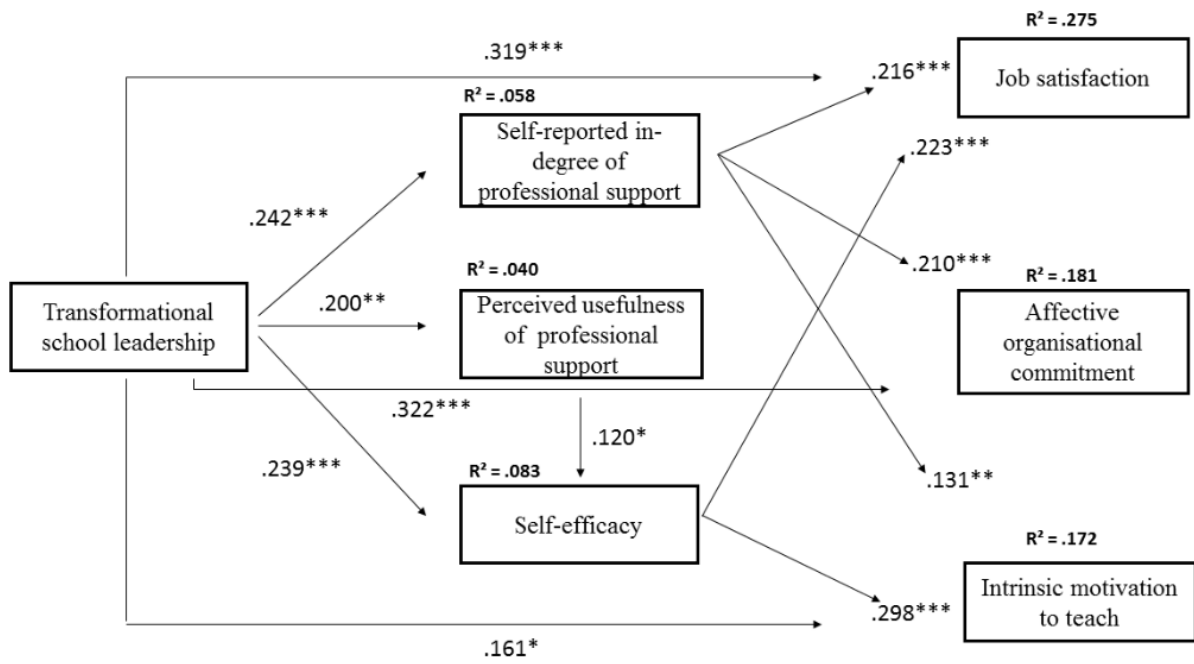 R² = .275
.319***
.216***
Job satisfaction
R² = .058
Self-reported in-
degree of
professional support
.223***
.242***
.210***
R² = .040
R² = .181
Transformational
school leadership
.200**
Perceived usefulness
of professional
support
Affective
organisational
commitment
.322***
.120*
.239***
R² = .083
.131**
Self-efficacy
R² = .172
.298***
Intrinsic motivation
to teach
.161*